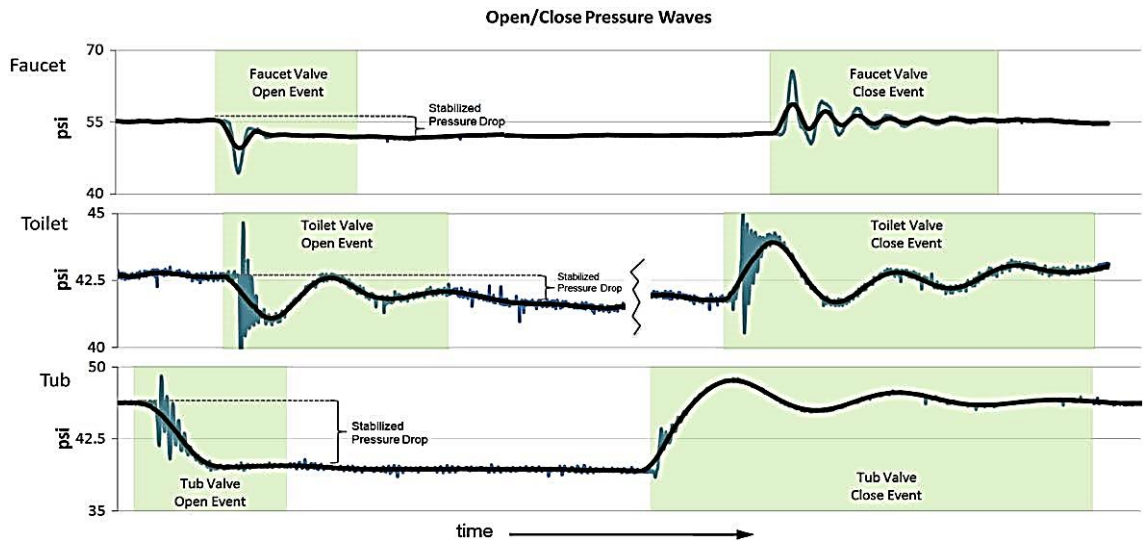 Open/Close Pressure Waves
Faucet
psi
70
55
40
Faucet Valve
Open Event
Stabilized
Pressure Drop
Faucet Valve
Close Event
Toilet
psi
45
42.5
40
Toilet Valve
Open Event
Stabilized
Pressure Drop
Toilet Valve
Close Event
Tub
psi
50
42.5
35
Stabilized
Pressure Drop
Tub Valve
Open Event
Tub Valve
Close Event
time